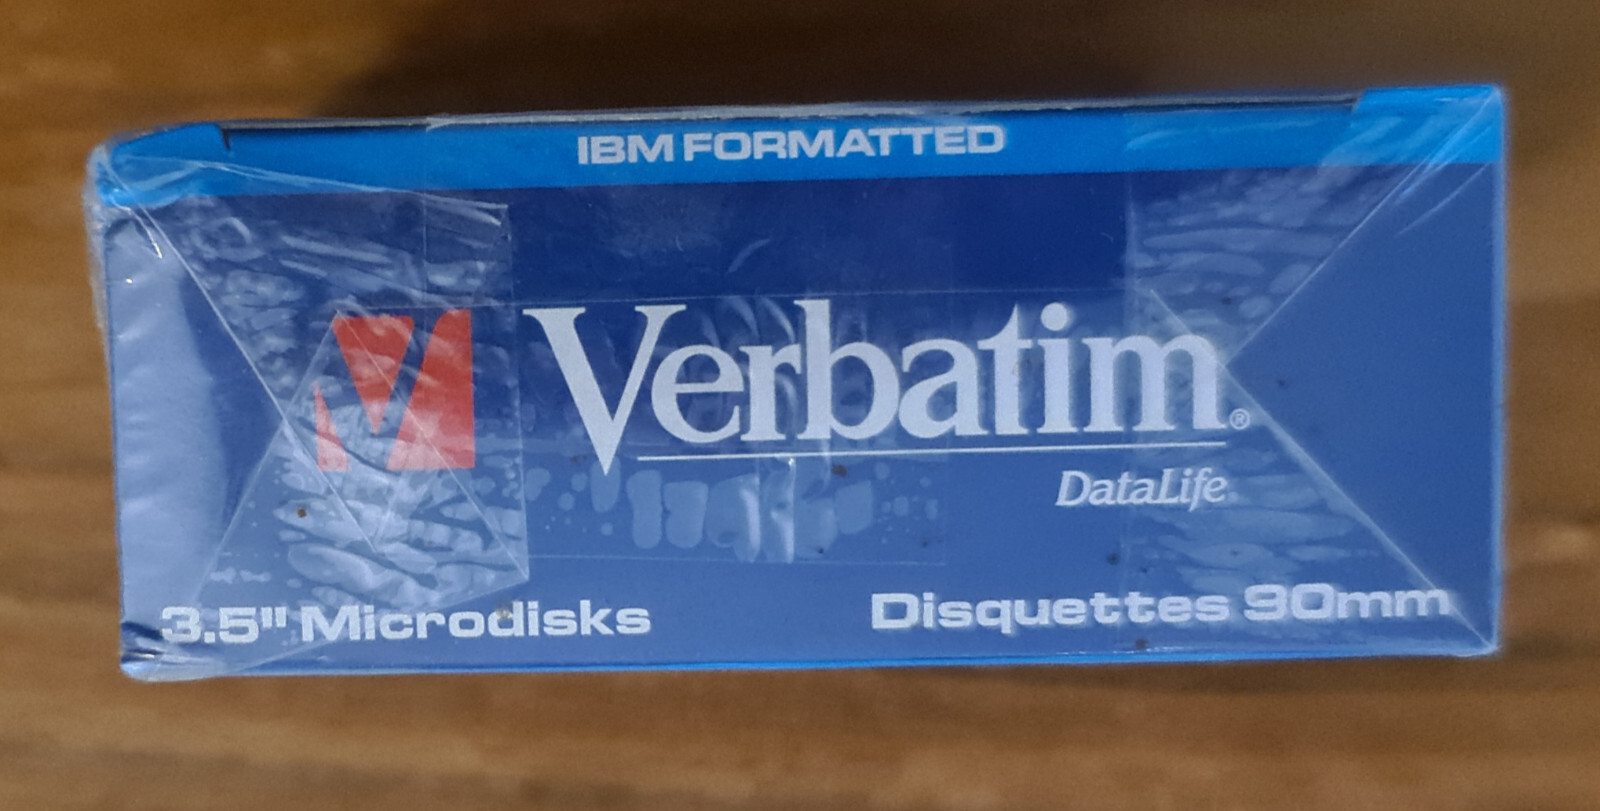 IBM FORMATTED
Verbatim®
DataLife
3.5" Microdisks
Disquettes 90mm